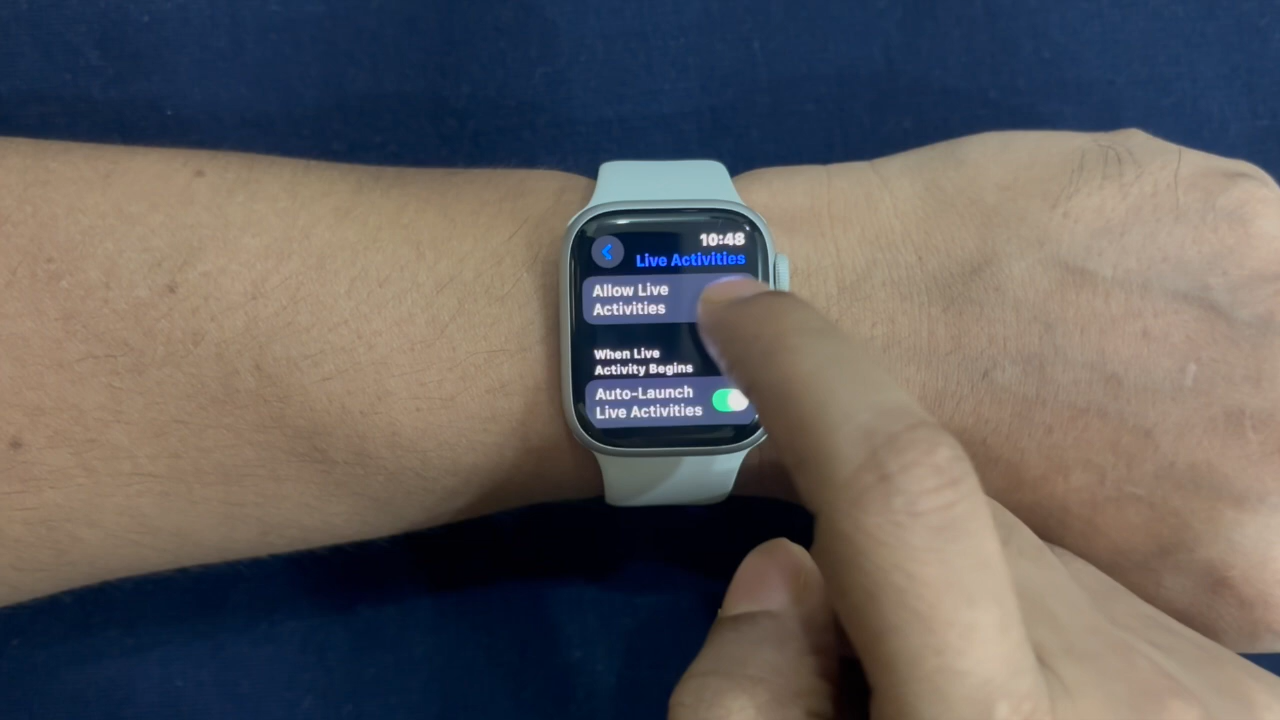 10:48
Live Activities
Allow Live
Activities
When Live
Activity Begins
Auto-Launch
Live Activities